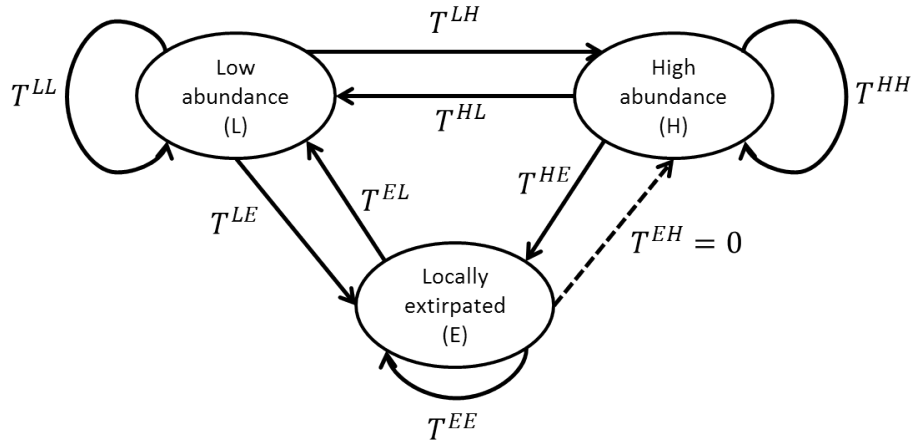 T^{LH}
Low
abundance
(L)
High
abundance
(H)
T^{LL}
T^{HH}
T^{HL}
T^{HE}
T^{EL}
T^{LE}
T^{EH} = 0
Locally
extirpated
(E)
T^{EE}